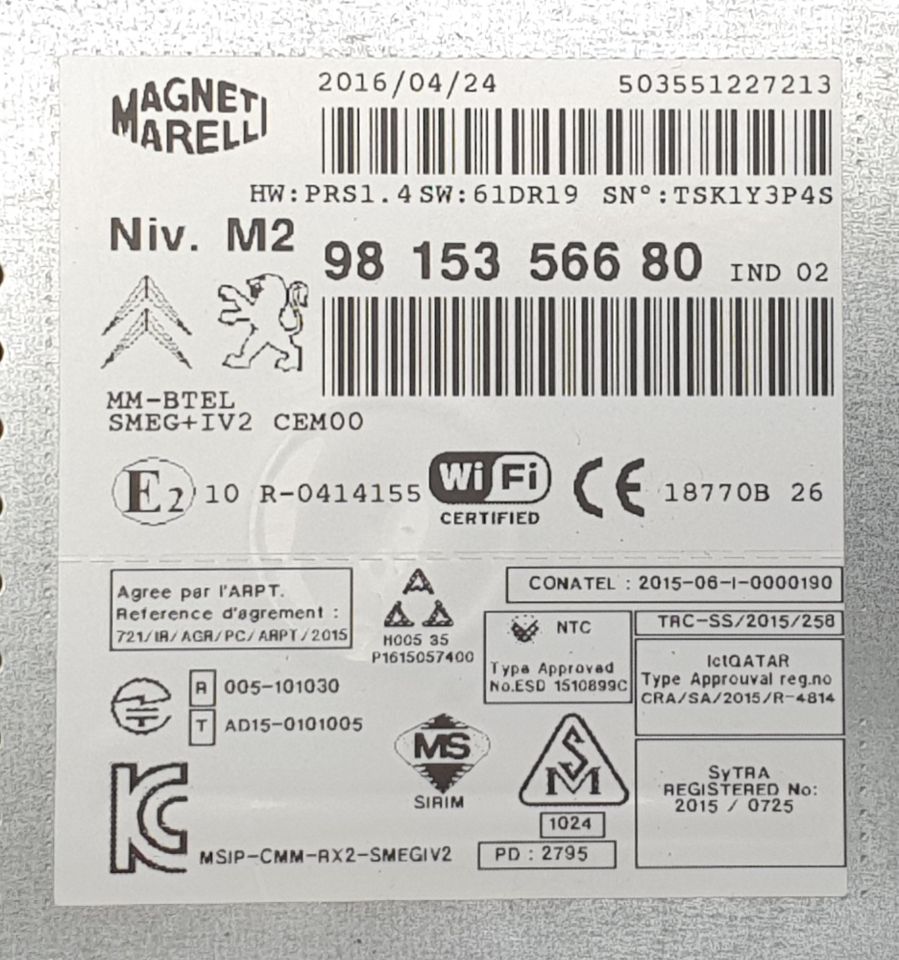 MAGNETI
MARELLI
2016/04/24 503551227213
HW:PRS1.4 SW:61DR19 SN°:TSK1Y3P4S
Niv. M2
98 153 566 80 IND 02
MM-BTEL
SMEG+IV2 CEM00
E2 10 R-0414155 WiFi CERTIFIED CE 18770B 26
Agree par l'ARPT.
Reference d'agrement :
721/IR/AGR/PC/ARPT/2015
H005 35
P1615057400
CONATEL : 2015-06-I-0000190
NTC
Type Approved
No.ESD 1510899C
TRC-SS/2015/258
IctQATAR
Type Approuval reg.no
CRA/SA/2015/R-4814
R 005-101030
T AD15-0101005
MS
SIRIM
SM
1024
PD : 2795
SyTRA
REGISTERED No:
2015 / 0725
KC
MSIP-CMM-RX2-SMEGIV2